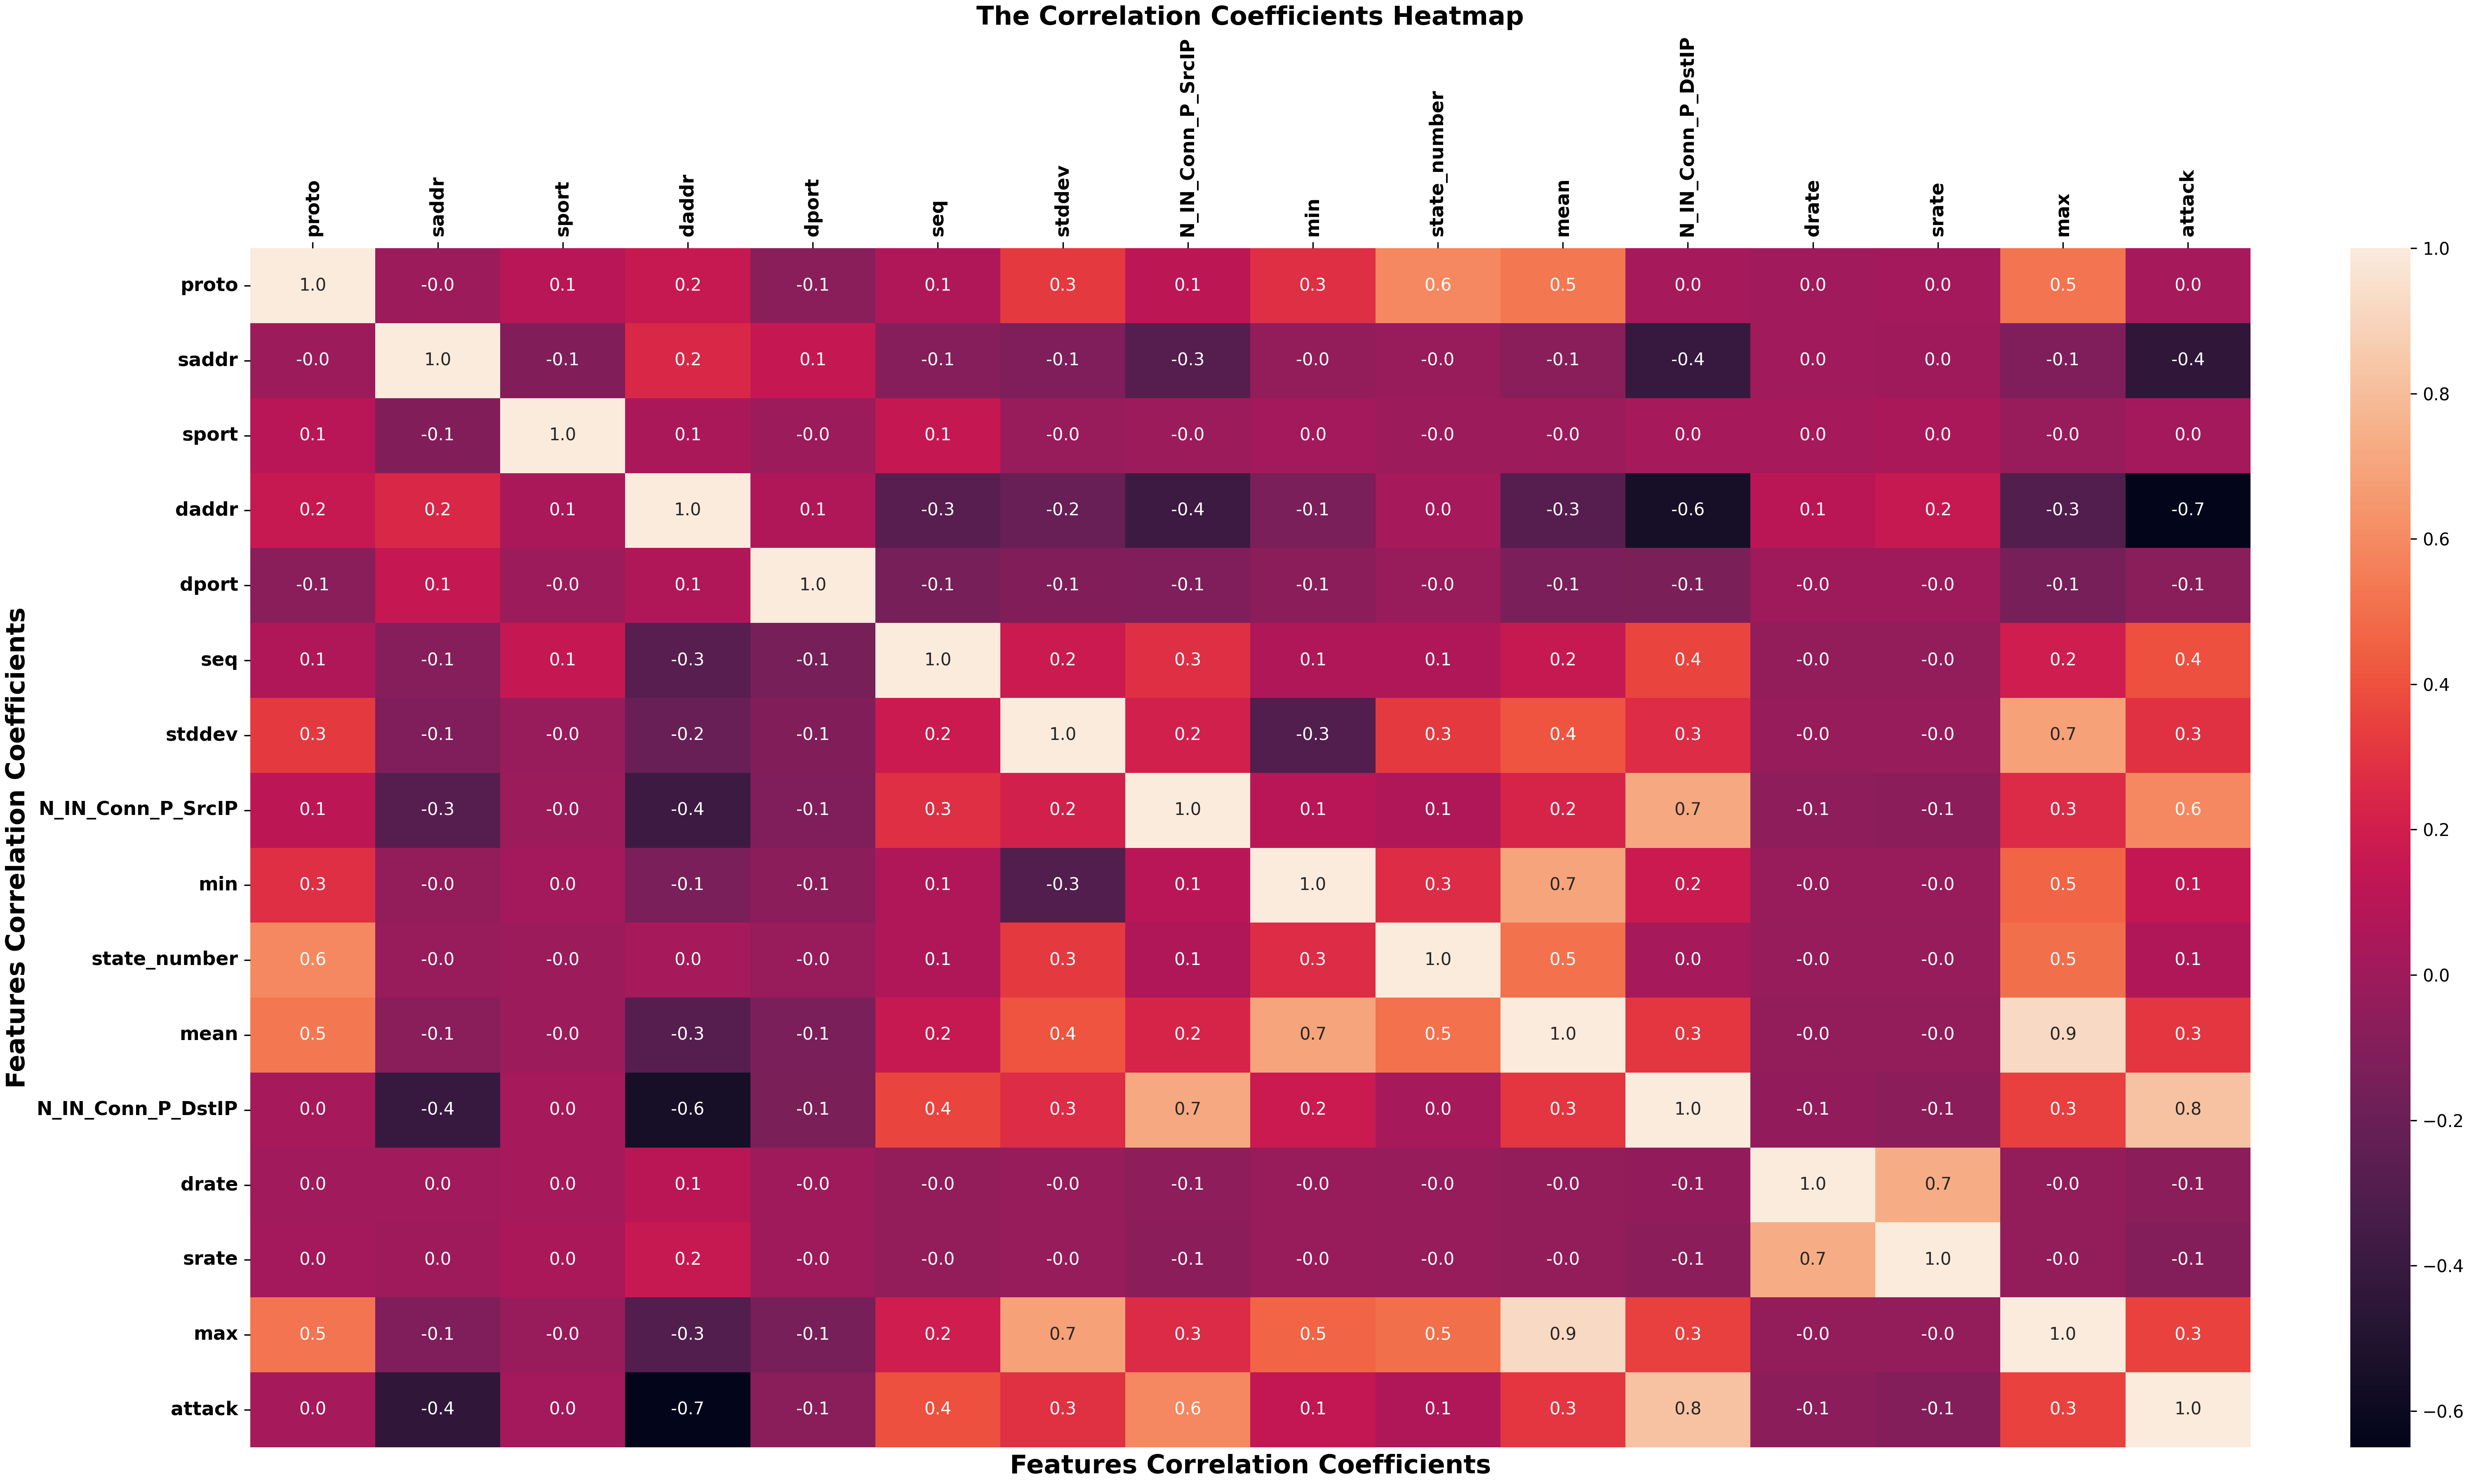 The Correlation Coefficients Heatmap
proto saddr sport daddr dport seq stddev N_IN_Conn_P_SrcIP min state_number mean N_IN_Conn_P_DstIP drate srate max attack
proto 1.0 -0.0 0.1 0.2 -0.1 0.1 0.3 0.1 0.3 0.6 0.5 0.0 0.0 0.0 0.5 0.0
saddr -0.0 1.0 -0.1 0.2 0.1 -0.1 -0.1 -0.3 -0.0 -0.0 -0.1 -0.4 0.0 0.0 -0.1 -0.4
sport 0.1 -0.1 1.0 0.1 -0.0 0.1 -0.0 -0.0 0.0 -0.0 -0.0 0.0 0.0 0.0 -0.0 0.0
daddr 0.2 0.2 0.1 1.0 0.1 -0.3 -0.2 -0.4 -0.1 0.0 -0.3 -0.6 0.1 0.2 -0.3 -0.7
dport -0.1 0.1 -0.0 0.1 1.0 -0.1 -0.1 -0.1 -0.1 -0.0 -0.1 -0.1 -0.0 -0.0 -0.1 -0.1
seq 0.1 -0.1 0.1 -0.3 -0.1 1.0 0.2 0.3 0.1 0.1 0.2 0.4 -0.0 -0.0 0.2 0.4
stddev 0.3 -0.1 -0.0 -0.2 -0.1 0.2 1.0 0.2 -0.3 0.3 0.4 0.3 -0.0 -0.0 0.7 0.3
N_IN_Conn_P_SrcIP 0.1 -0.3 -0.0 -0.4 -0.1 0.3 0.2 1.0 0.1 0.1 0.2 0.7 -0.1 -0.1 0.3 0.6
min 0.3 -0.0 0.0 -0.1 -0.1 0.1 -0.3 0.1 1.0 0.3 0.7 0.2 -0.0 -0.0 0.5 0.1
state_number 0.6 -0.0 -0.0 0.0 -0.0 0.1 0.3 0.1 0.3 1.0 0.5 0.0 -0.0 -0.0 0.5 0.1
mean 0.5 -0.1 -0.0 -0.3 -0.1 0.2 0.4 0.2 0.7 0.5 1.0 0.3 -0.0 -0.0 0.9 0.3
N_IN_Conn_P_DstIP 0.0 -0.4 0.0 -0.6 -0.1 0.4 0.3 0.7 0.2 0.0 0.3 1.0 -0.1 -0.1 0.3 0.8
drate 0.0 0.0 0.0 0.1 -0.0 -0.0 -0.0 -0.1 -0.0 -0.0 -0.0 -0.1 1.0 0.7 -0.0 -0.1
srate 0.0 0.0 0.0 0.2 -0.0 -0.0 -0.0 -0.1 -0.0 -0.0 -0.0 -0.1 0.7 1.0 -0.0 -0.1
max 0.5 -0.1 -0.0 -0.3 -0.1 0.2 0.7 0.3 0.5 0.5 0.9 0.3 -0.0 -0.0 1.0 0.3
attack 0.0 -0.4 0.0 -0.7 -0.1 0.4 0.3 0.6 0.1 0.1 0.3 0.8 -0.1 -0.1 0.3 1.0
Features Correlation Coefficients
Features Correlation Coefficients
1.0
0.8
0.6
0.4
0.2
0.0
−0.2
−0.4
−0.6